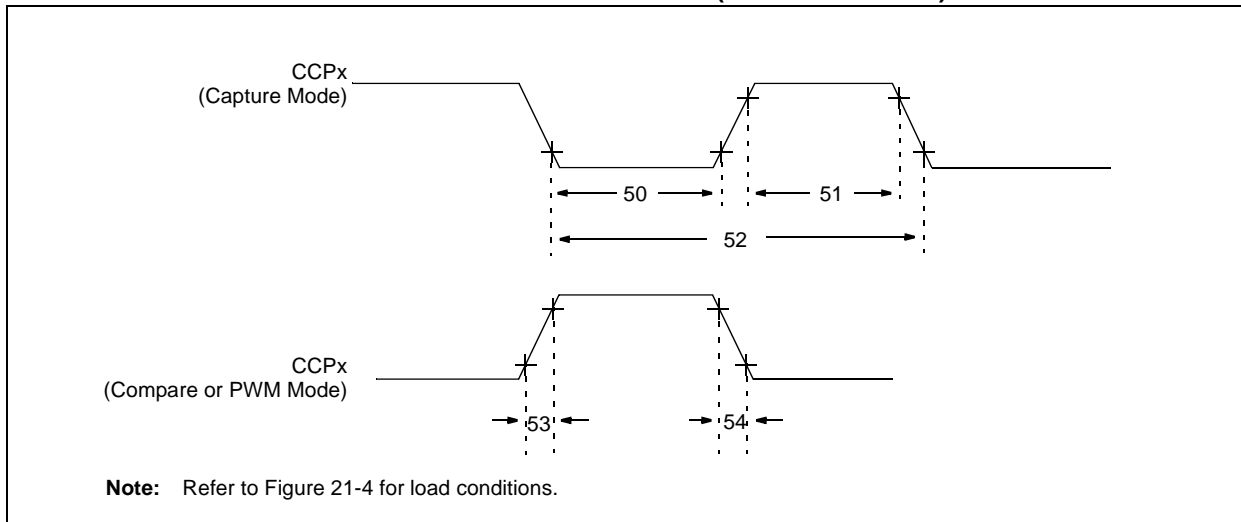 CCPx
(Capture Mode)
50
51
52
CCPx
(Compare or PWM Mode)
53
54
Note: Refer to Figure 21-4 for load conditions.